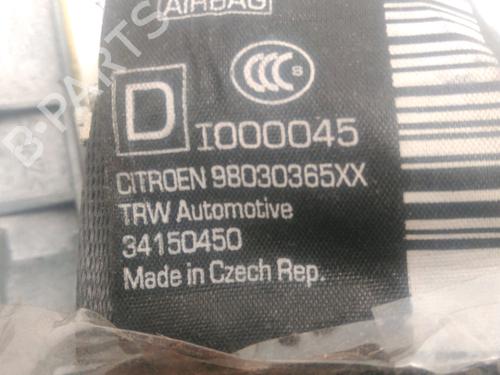 AIRBAG
CCC S
D
I000045
CITROEN 98030365XX
TRW Automotive
34150450
Made in Czech Rep.
B-PARTS